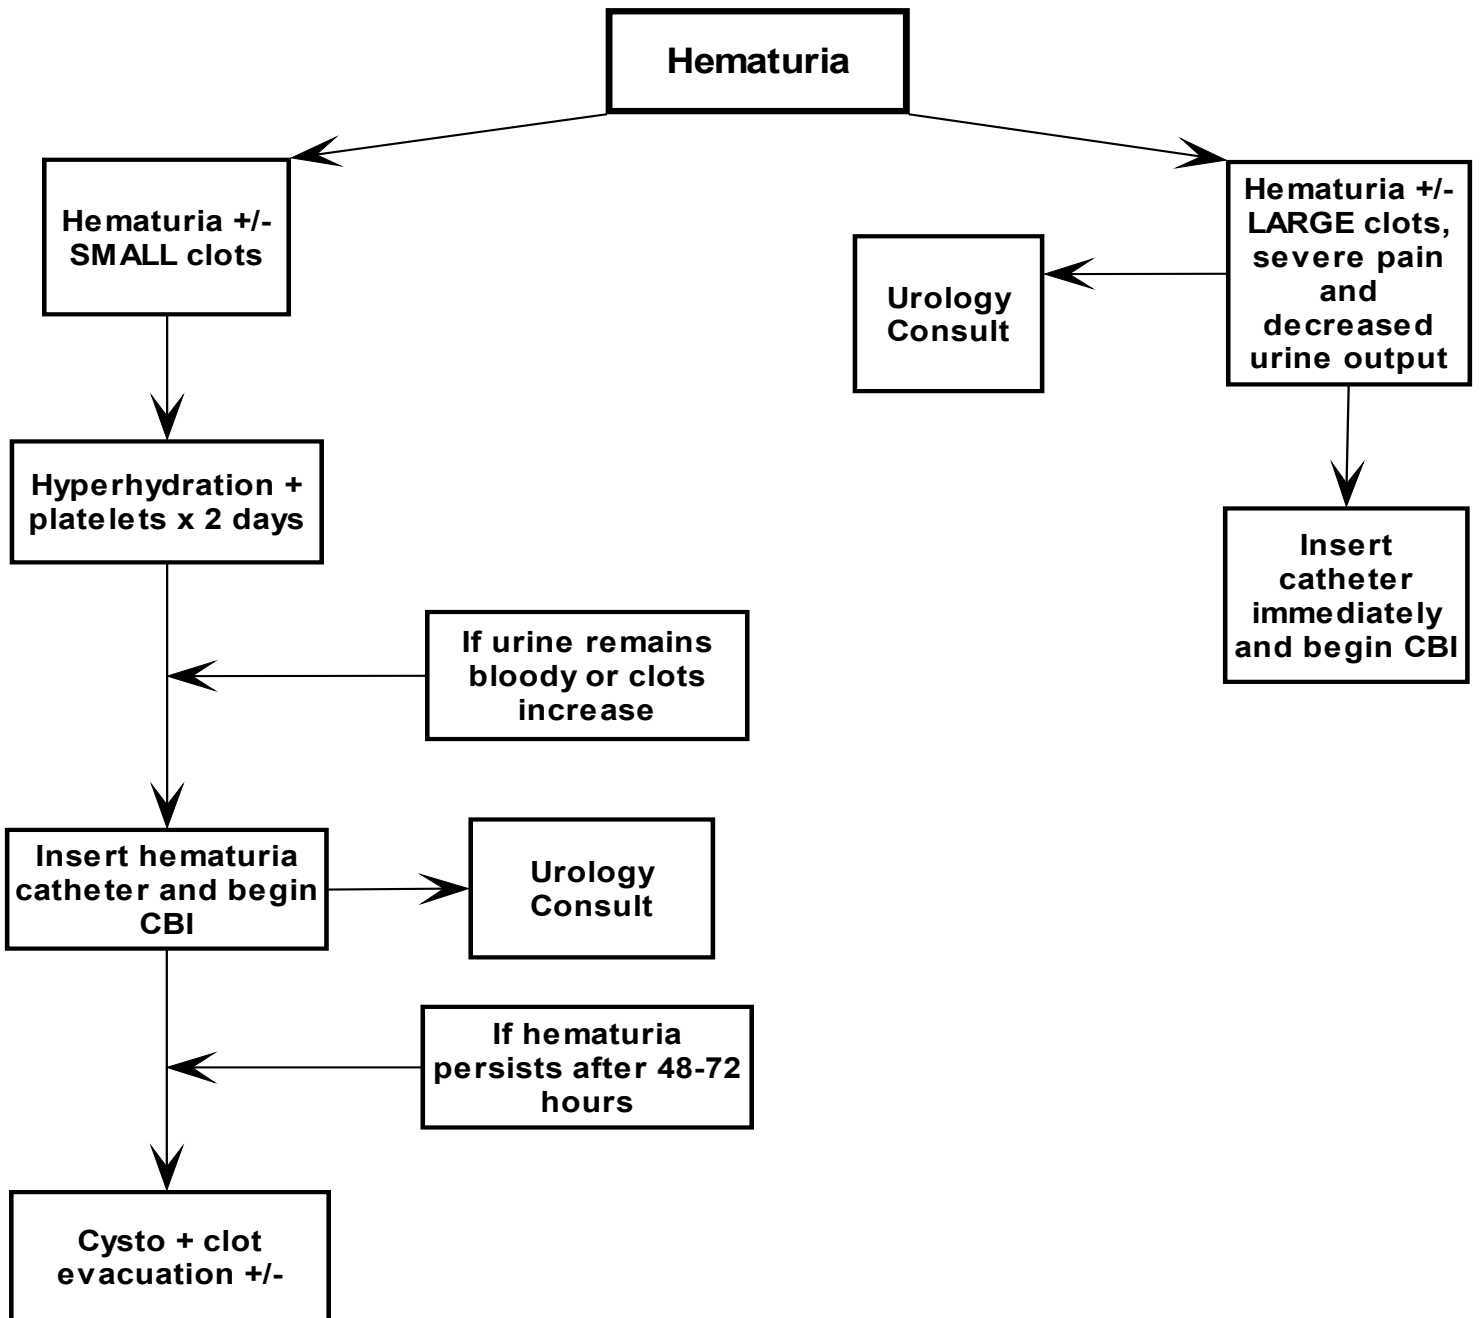 Hematuria
Hematuria +/-
SMALL clots
Hematuria +/-
LARGE clots,
severe pain
and
decreased
urine output
Urology
Consult
Hyperhydration +
platelets x 2 days
Insert
catheter
immediately
and begin CBI
If urine remains
bloody or clots
increase
Insert hematuria
catheter and begin
CBI
Urology
Consult
If hematuria
persists after 48-72
hours
Cysto + clot
evacuation +/-